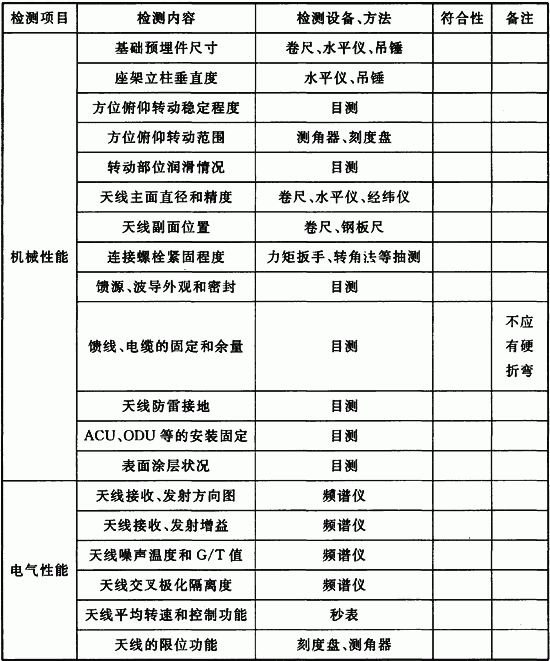 检测项目 检测内容 检测设备、方法 符合性 备注
机械性能
基础预埋件尺寸 卷尺、水平仪、吊锤
座架立柱垂直度 水平仪、吊锤
方位俯仰转动稳定程度 目测
方位俯仰转动范围 测角器、刻度盘
转动部位润滑情况 目测
天线主面直径和精度 卷尺、水平仪、经纬仪
天线副面位置 卷尺、钢板尺
连接螺栓紧固程度 力矩扳手、转角法等抽测
馈源、波导外观和密封 目测
馈线、电缆的固定和余量 目测
不应
有硬
折弯
天线防雷接地 目测
ACU、ODU 等的安装固定 目测
表面涂层状况 目测
电气性能
天线接收、发射方向图 频谱仪
天线接收、发射增益 频谱仪
天线噪声温度和 G/T 值 频谱仪
天线交叉极化隔离度 频谱仪
天线平均转速和控制功能 秒表
天线的限位功能 刻度盘、测角器